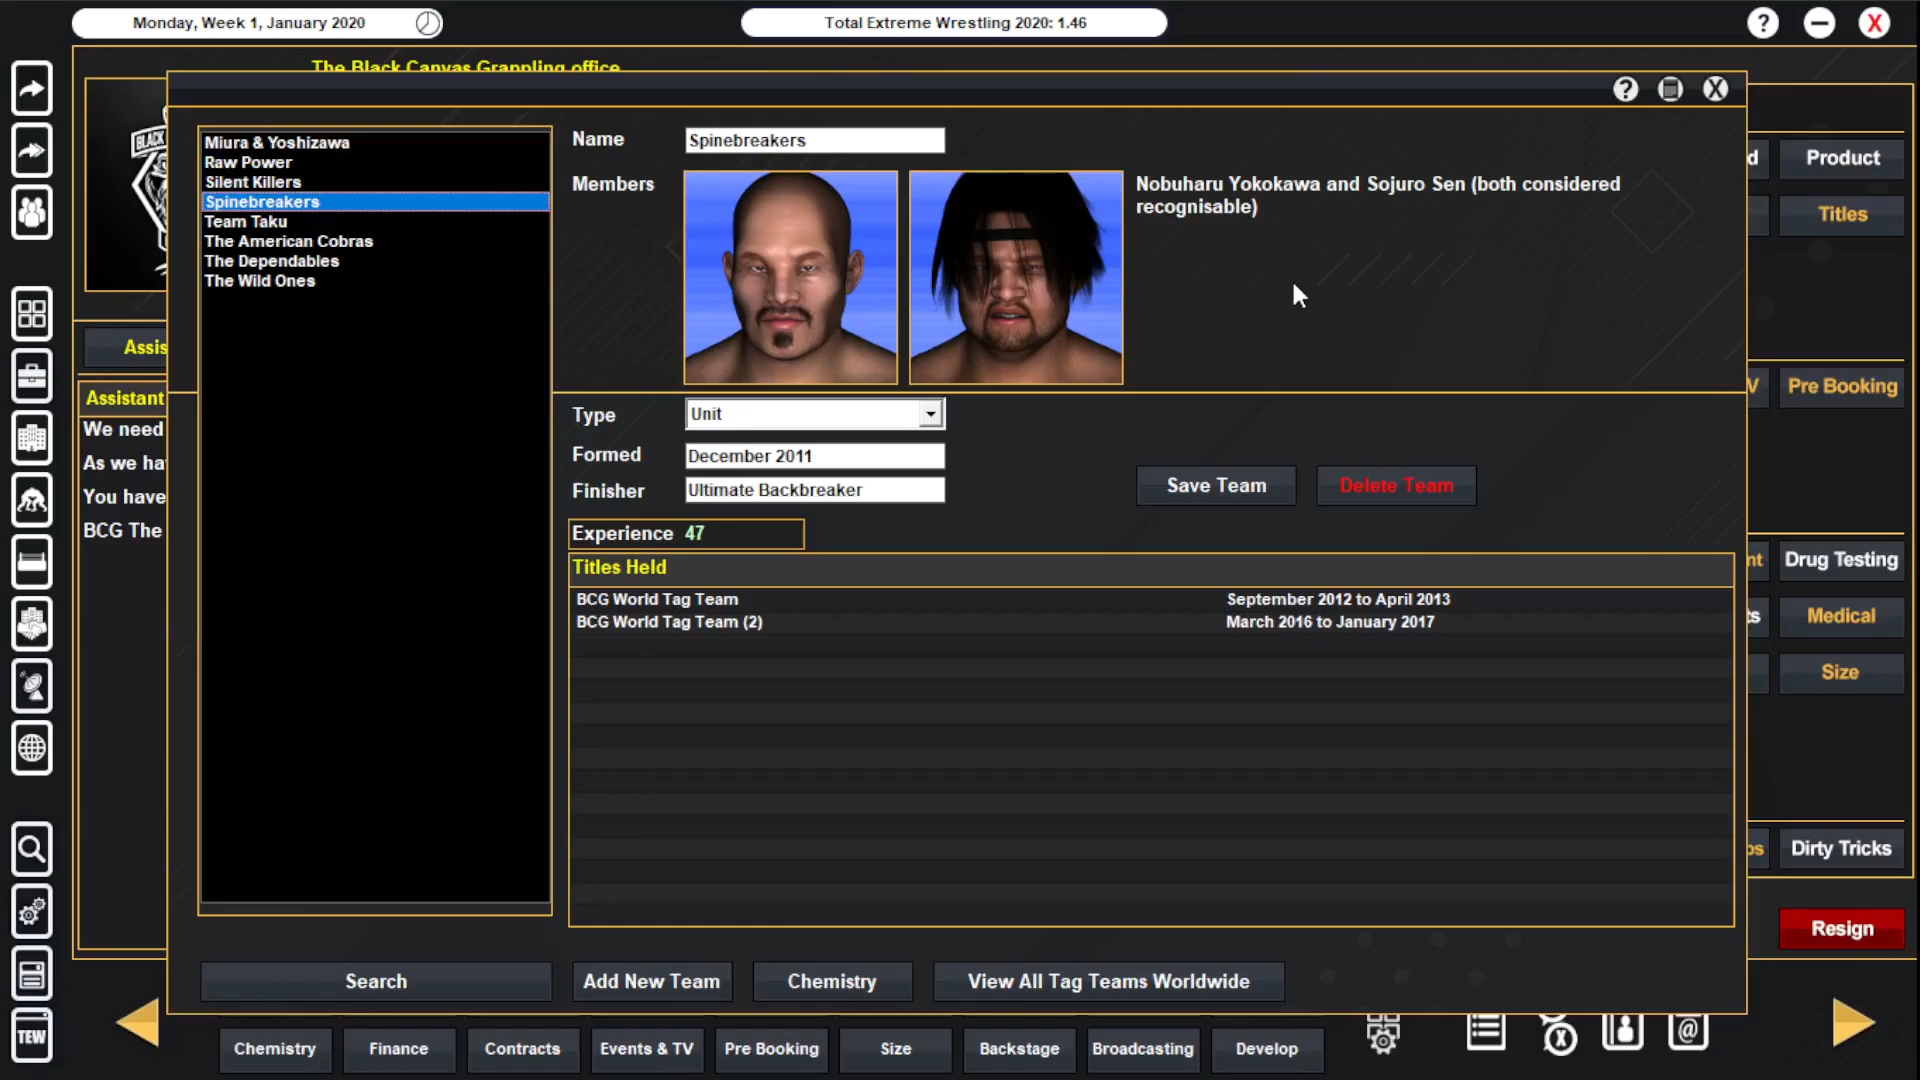 Monday, Week 1, January 2020
Total Extreme Wrestling 2020: 1.46
?
X
The Black Canvas Grappling office
?
X
BLACK
Miura & Yoshizawa
Raw Power
Silent Killers
Spinebreakers
Team Taku
The American Cobras
The Dependables
The Wild Ones
Name
Spinebreakers
Members
Nobuharu Yokokawa and Sojuro Sen (both considered
recognisable)
d
Product
Titles
Assis
Assistant
We need
As we ha
You have
BCG The
V
Pre Booking
Type
Unit
Formed
December 2011
Finisher
Ultimate Backbreaker
Save Team
Delete Team
Experience 47
Titles Held
BCG World Tag Team
September 2012 to April 2013
BCG World Tag Team (2)
March 2016 to January 2017
nt
Drug Testing
ts
Medical
Size
os
Dirty Tricks
Resign
Search
Add New Team
Chemistry
View All Tag Teams Worldwide
TEW
Chemistry
Finance
Contracts
Events & TV
Pre Booking
Size
Backstage
Broadcasting
Develop
X
@